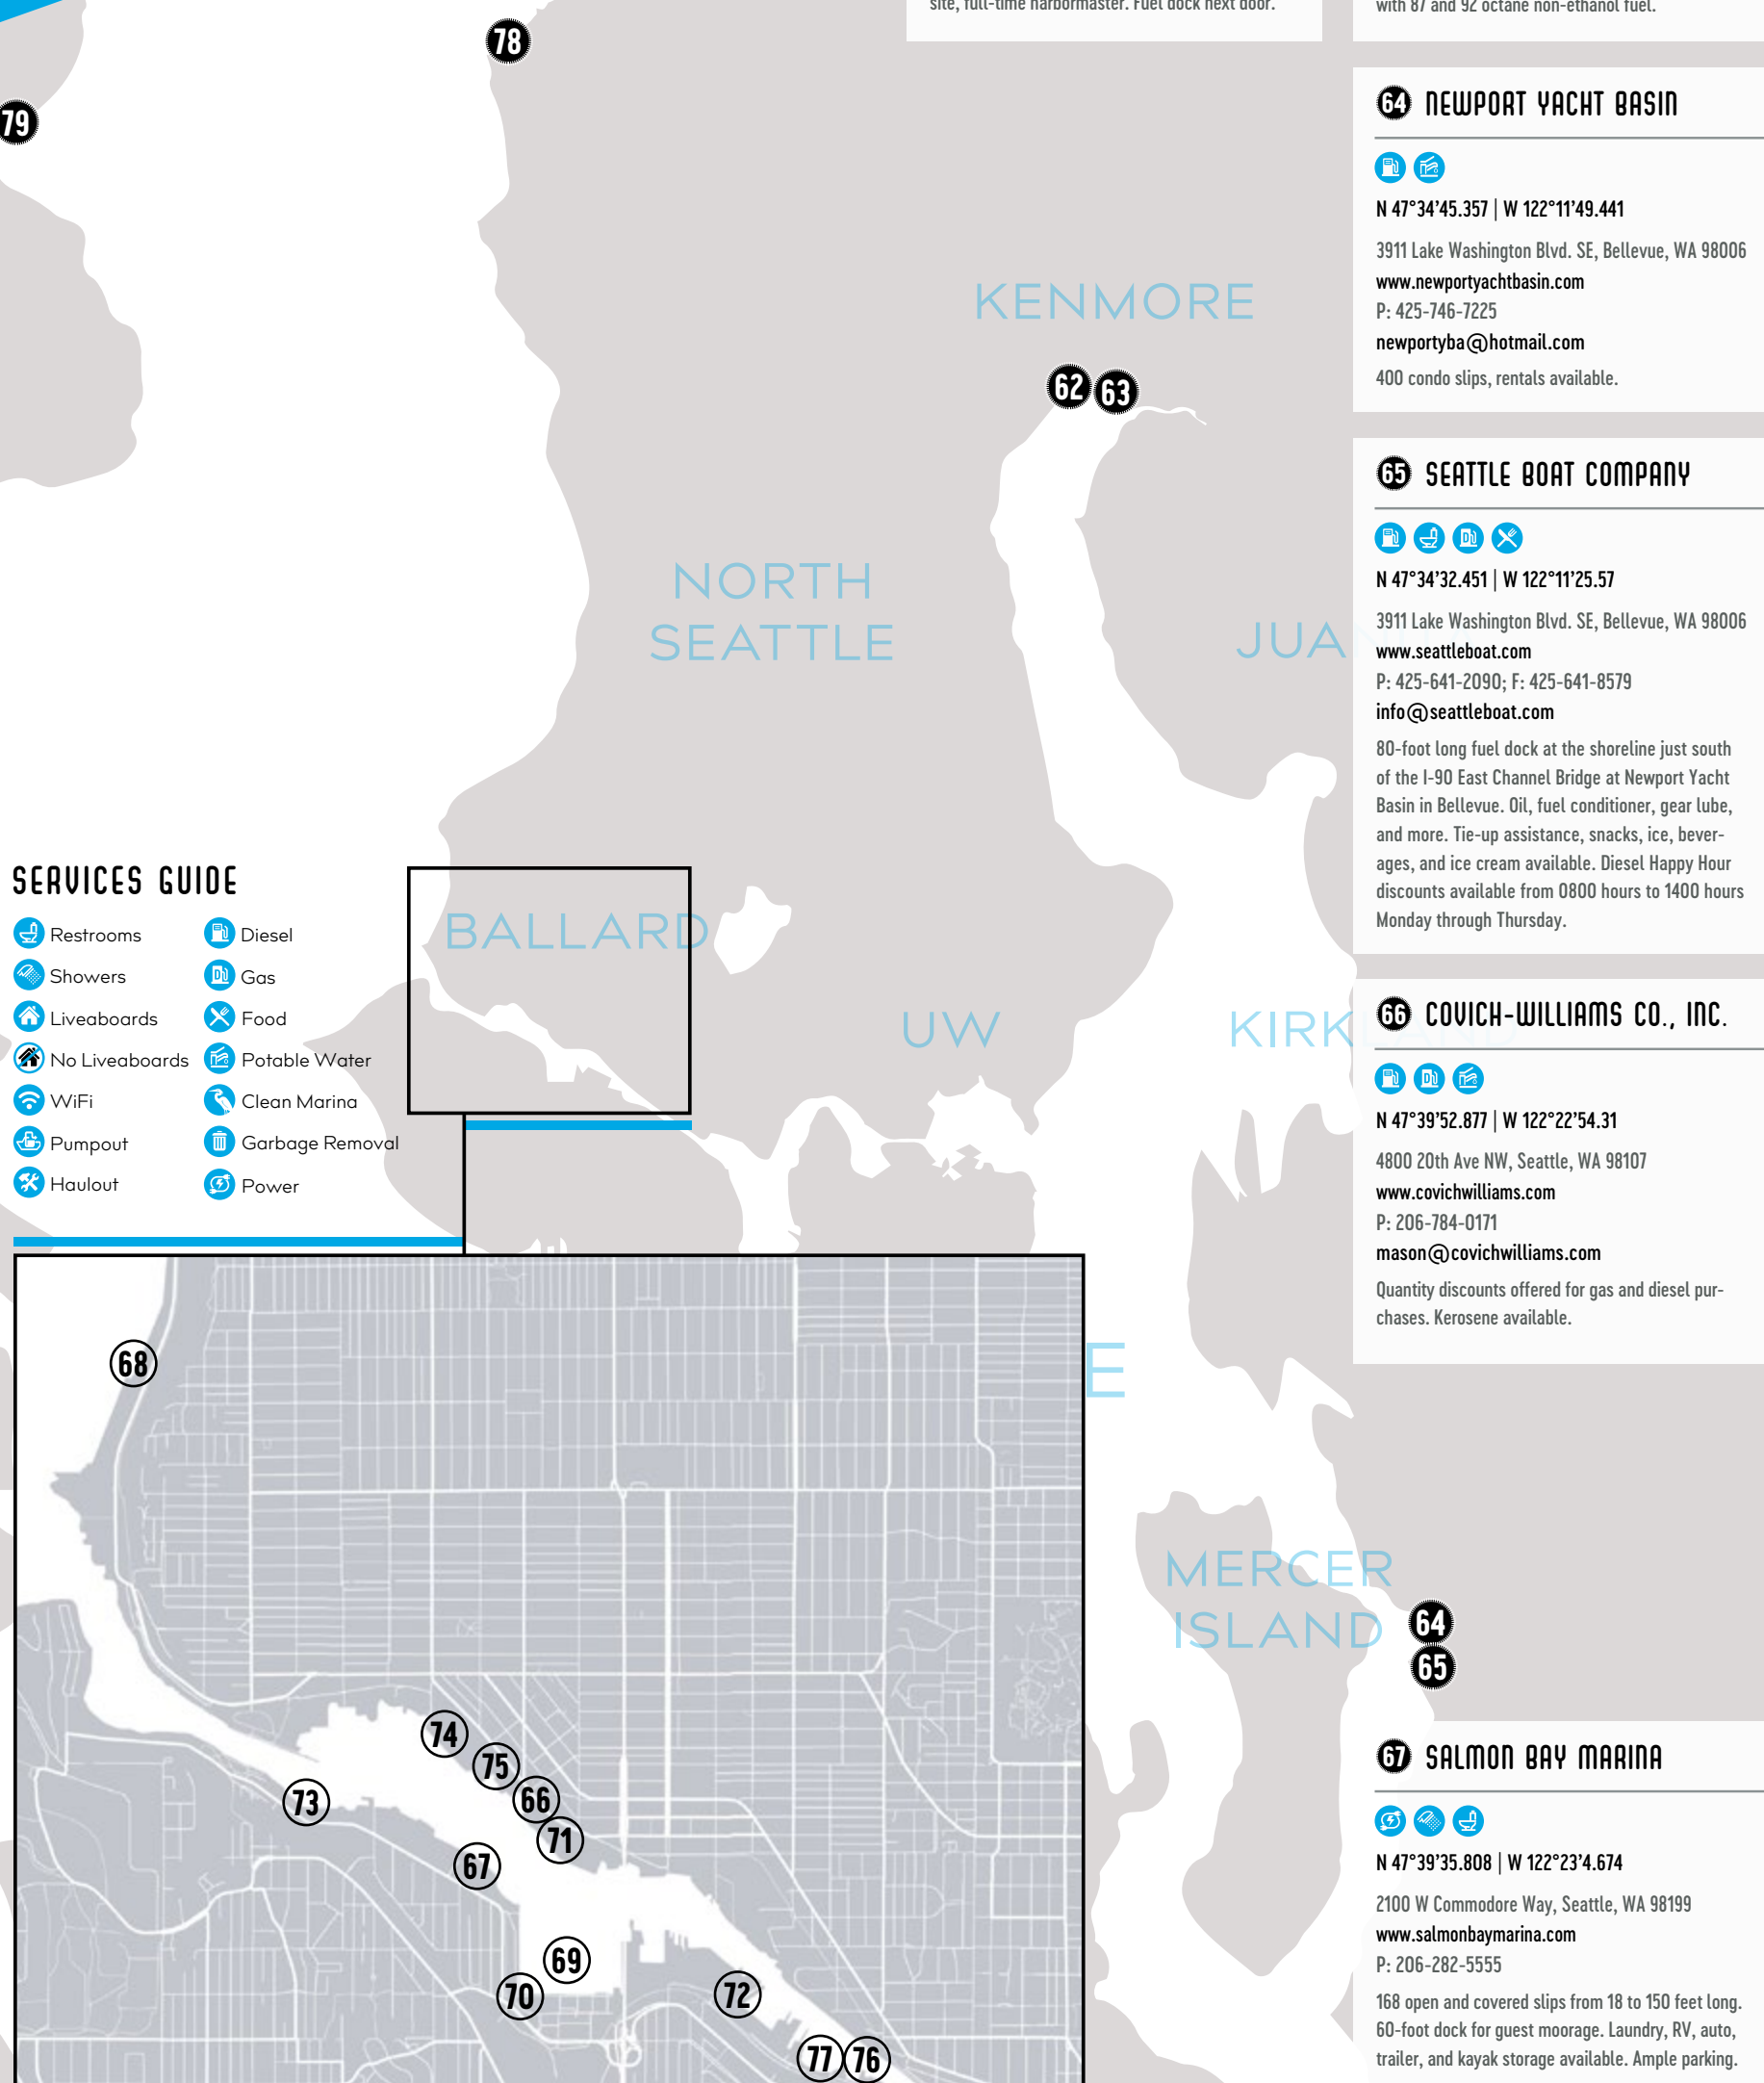 site, full-time harbormaster. Fuel dock next door.
with 87 and 92 octane non-ethanol fuel.
78
79
KENMORE
62 63
NORTH
SEATTLE
JUA
BALLARD
UW
KIRKLAND
E
MERCER
ISLAND
64
65
SERVICES GUIDE
Restrooms
Showers
Liveaboards
No Liveaboards
WiFi
Pumpout
Haulout
Diesel
Gas
Food
Potable Water
Clean Marina
Garbage Removal
Power
68
74
75
66
71
73
67
69
70
72
77 76
64 NEWPORT YACHT BASIN
N 47°34'45.357 | W 122°11'49.441
3911 Lake Washington Blvd. SE, Bellevue, WA 98006
www.newportyachtbasin.com
P: 425-746-7225
newportyba@hotmail.com
400 condo slips, rentals available.
65 SEATTLE BOAT COMPANY
N 47°34'32.451 | W 122°11'25.57
3911 Lake Washington Blvd. SE, Bellevue, WA 98006
www.seattleboat.com
P: 425-641-2090; F: 425-641-8579
info@seattleboat.com
80-foot long fuel dock at the shoreline just south
of the I-90 East Channel Bridge at Newport Yacht
Basin in Bellevue. Oil, fuel conditioner, gear lube,
and more. Tie-up assistance, snacks, ice, bever-
ages, and ice cream available. Diesel Happy Hour
discounts available from 0800 hours to 1400 hours
Monday through Thursday.
66 COVICH-WILLIAMS CO., INC.
N 47°39'52.877 | W 122°22'54.31
4800 20th Ave NW, Seattle, WA 98107
www.covichwilliams.com
P: 206-784-0171
mason@covichwilliams.com
Quantity discounts offered for gas and diesel pur-
chases. Kerosene available.
67 SALMON BAY MARINA
N 47°39'35.808 | W 122°23'4.674
2100 W Commodore Way, Seattle, WA 98199
www.salmonbaymarina.com
P: 206-282-5555
168 open and covered slips from 18 to 150 feet long.
60-foot dock for guest moorage. Laundry, RV, auto,
trailer, and kayak storage available. Ample parking.